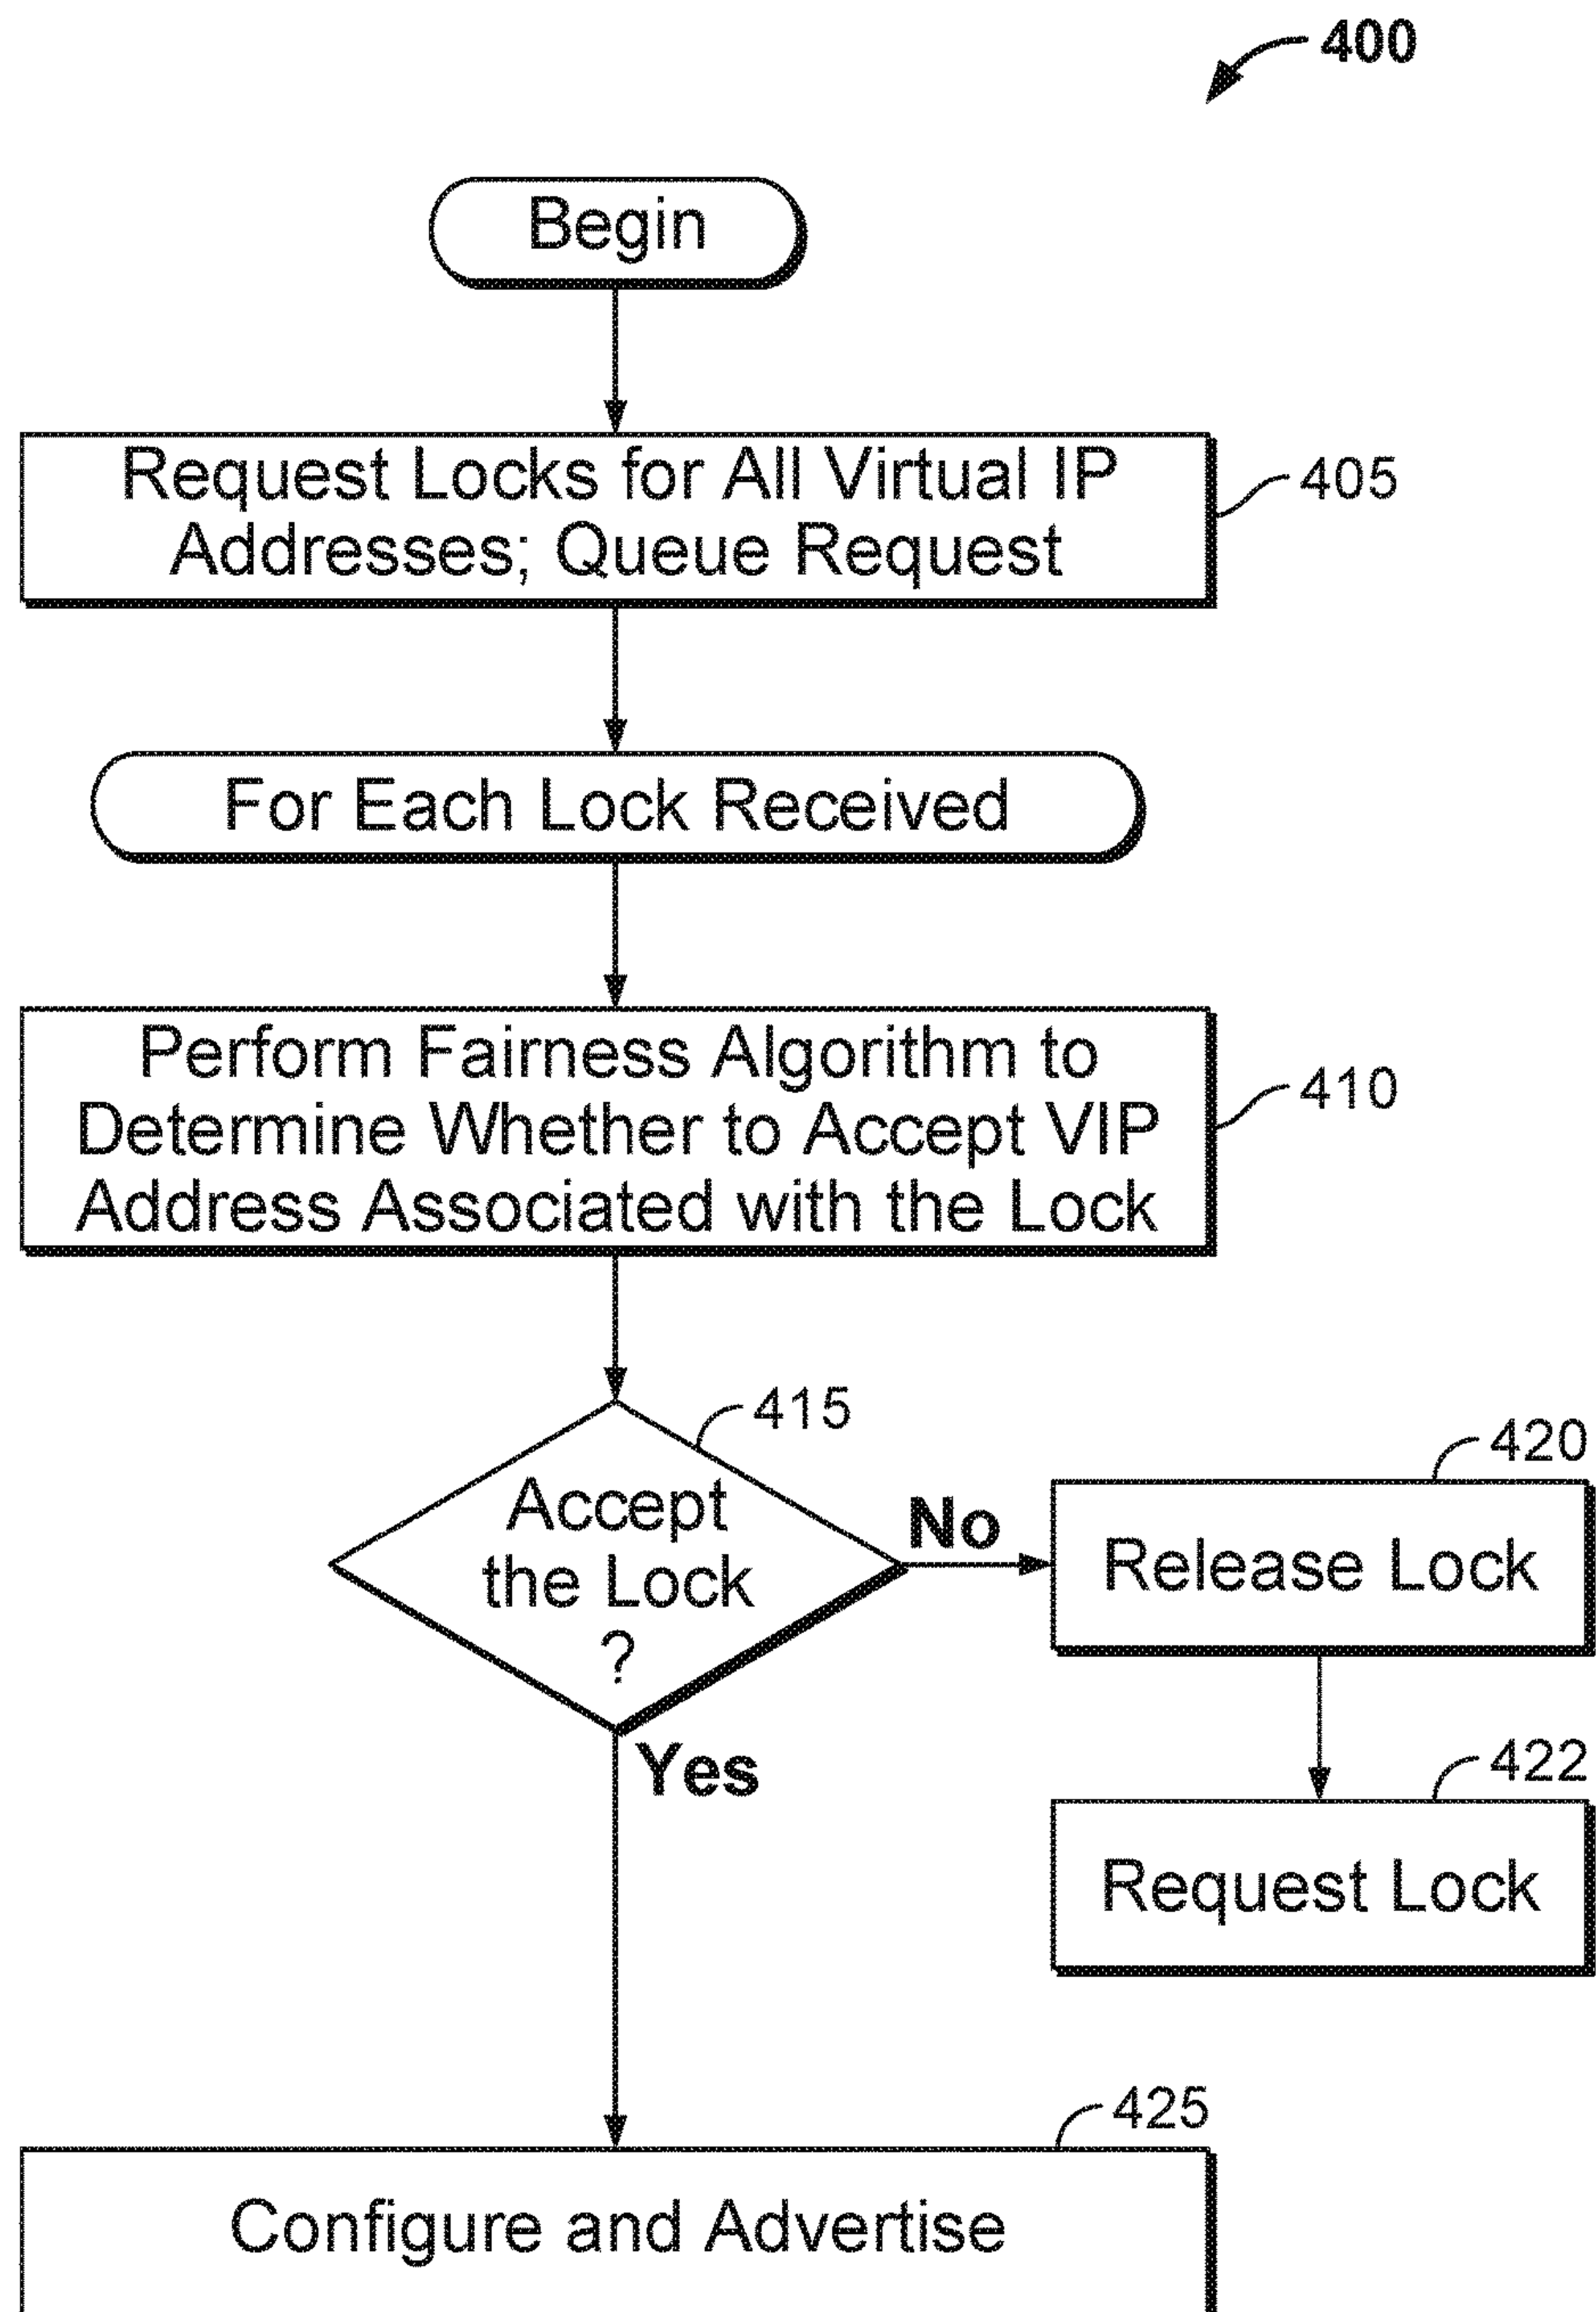 400
Begin
Request Locks for All Virtual IP
Addresses; Queue Request
405
For Each Lock Received
Perform Fairness Algorithm to
Determine Whether to Accept VIP
Address Associated with the Lock
410
415
Accept
the Lock
?
No
420
Release Lock
Yes
422
Request Lock
425
Configure and Advertise